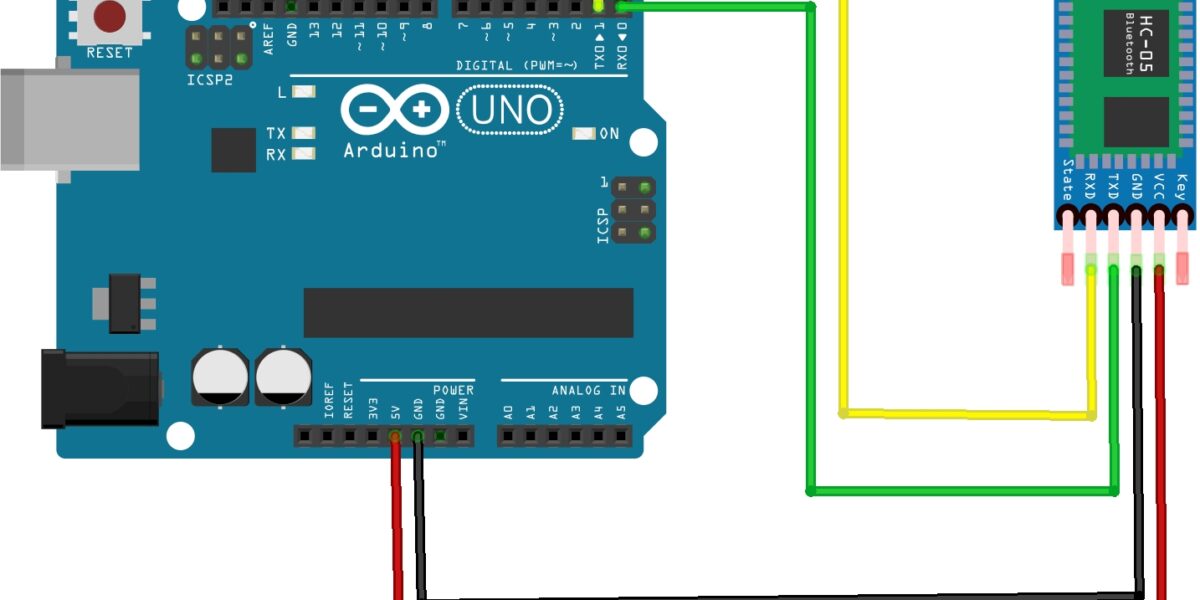 RESET
ICSP2
AREF
GND
13
12
~11
~10
~9
8
7
~6
~5
4
~3
2
TX0▶1
RX0◀0
DIGITAL (PWM=~)
L
TX
RX
UNO
ON
Arduino™
1
ICSP
IOREF
RESET
3V3
5V
GND
GND
VIN
POWER
ANALOG IN
A0
A1
A2
A3
A4
A5
HC-05
Bluetooth
State
RXD
TXD
GND
VCC
Key